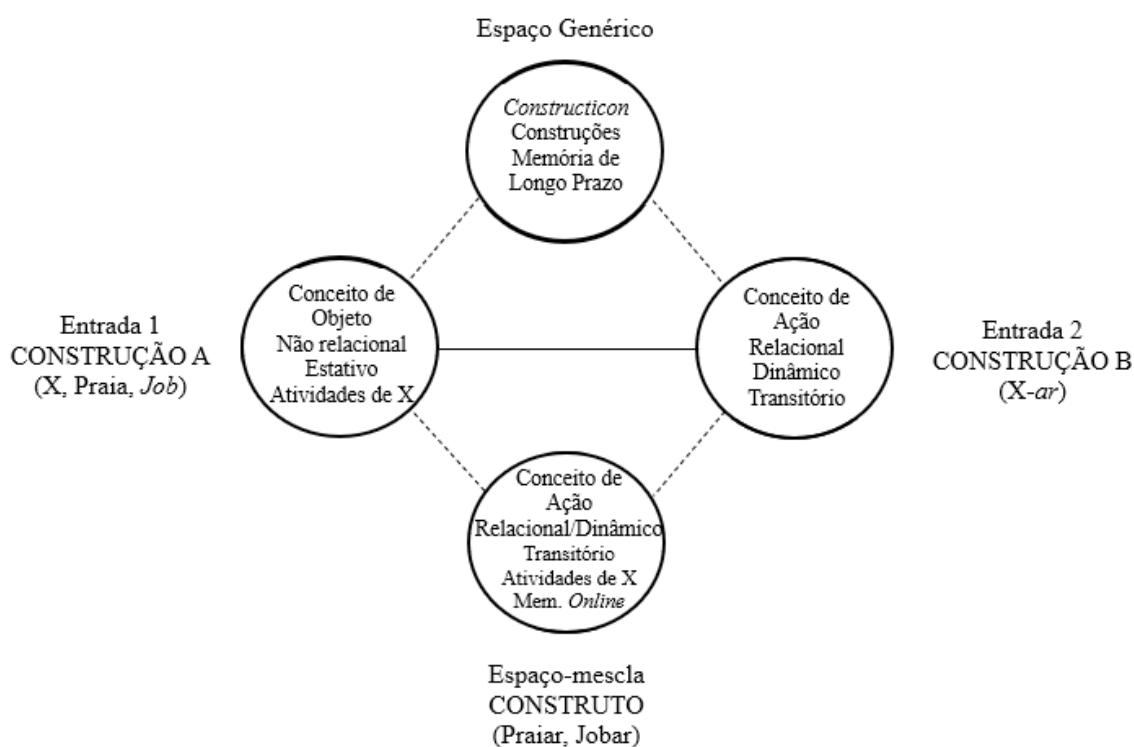 Espaço Genérico
Constructicon
Construções
Memória de
Longo Prazo
Entrada 1
CONSTRUÇÃO A
(X, Praia, Job)
Conceito de
Objeto
Não relacional
Estativo
Atividades de X
Conceito de
Ação
Relacional
Dinâmico
Transitório
Entrada 2
CONSTRUÇÃO B
(X-ar)
Conceito de
Ação
Relacional/Dinâmico
Transitório
Atividades de X
Mem. Online
Espaço-mescla
CONSTRUTO
(Praiar, Jobar)